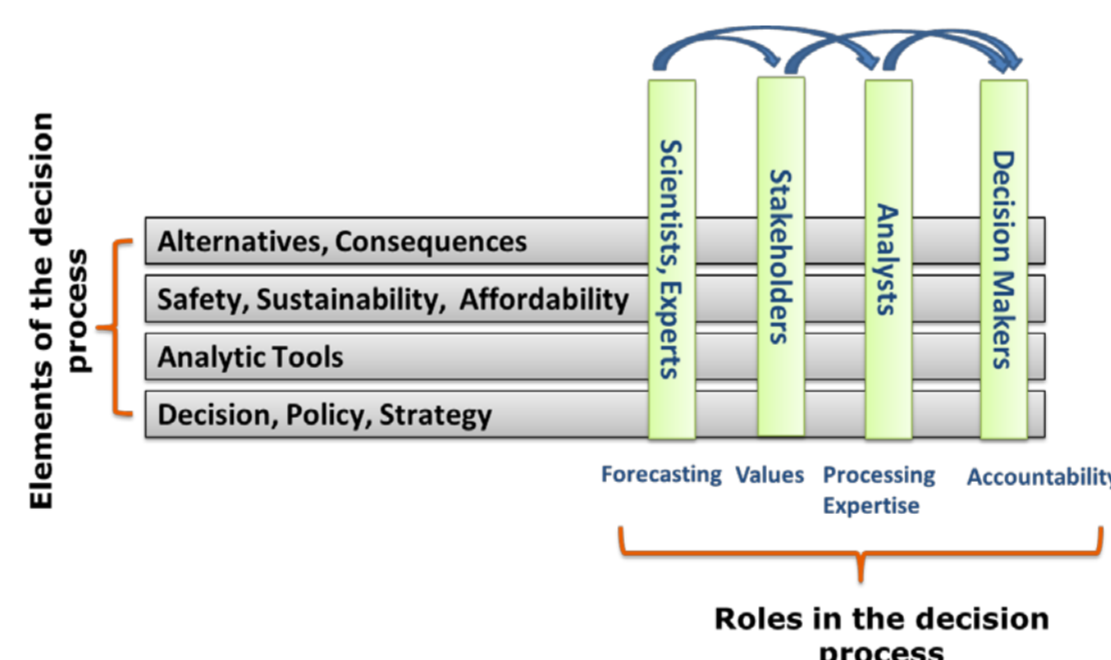 Elements of the decision
process
Alternatives, Consequences
Safety, Sustainability, Affordability
Analytic Tools
Decision, Policy, Strategy
Scientists, Experts
Stakeholders
Analysts
Decision Makers
Forecasting
Values
Processing
Expertise
Accountability
Roles in the decision
process